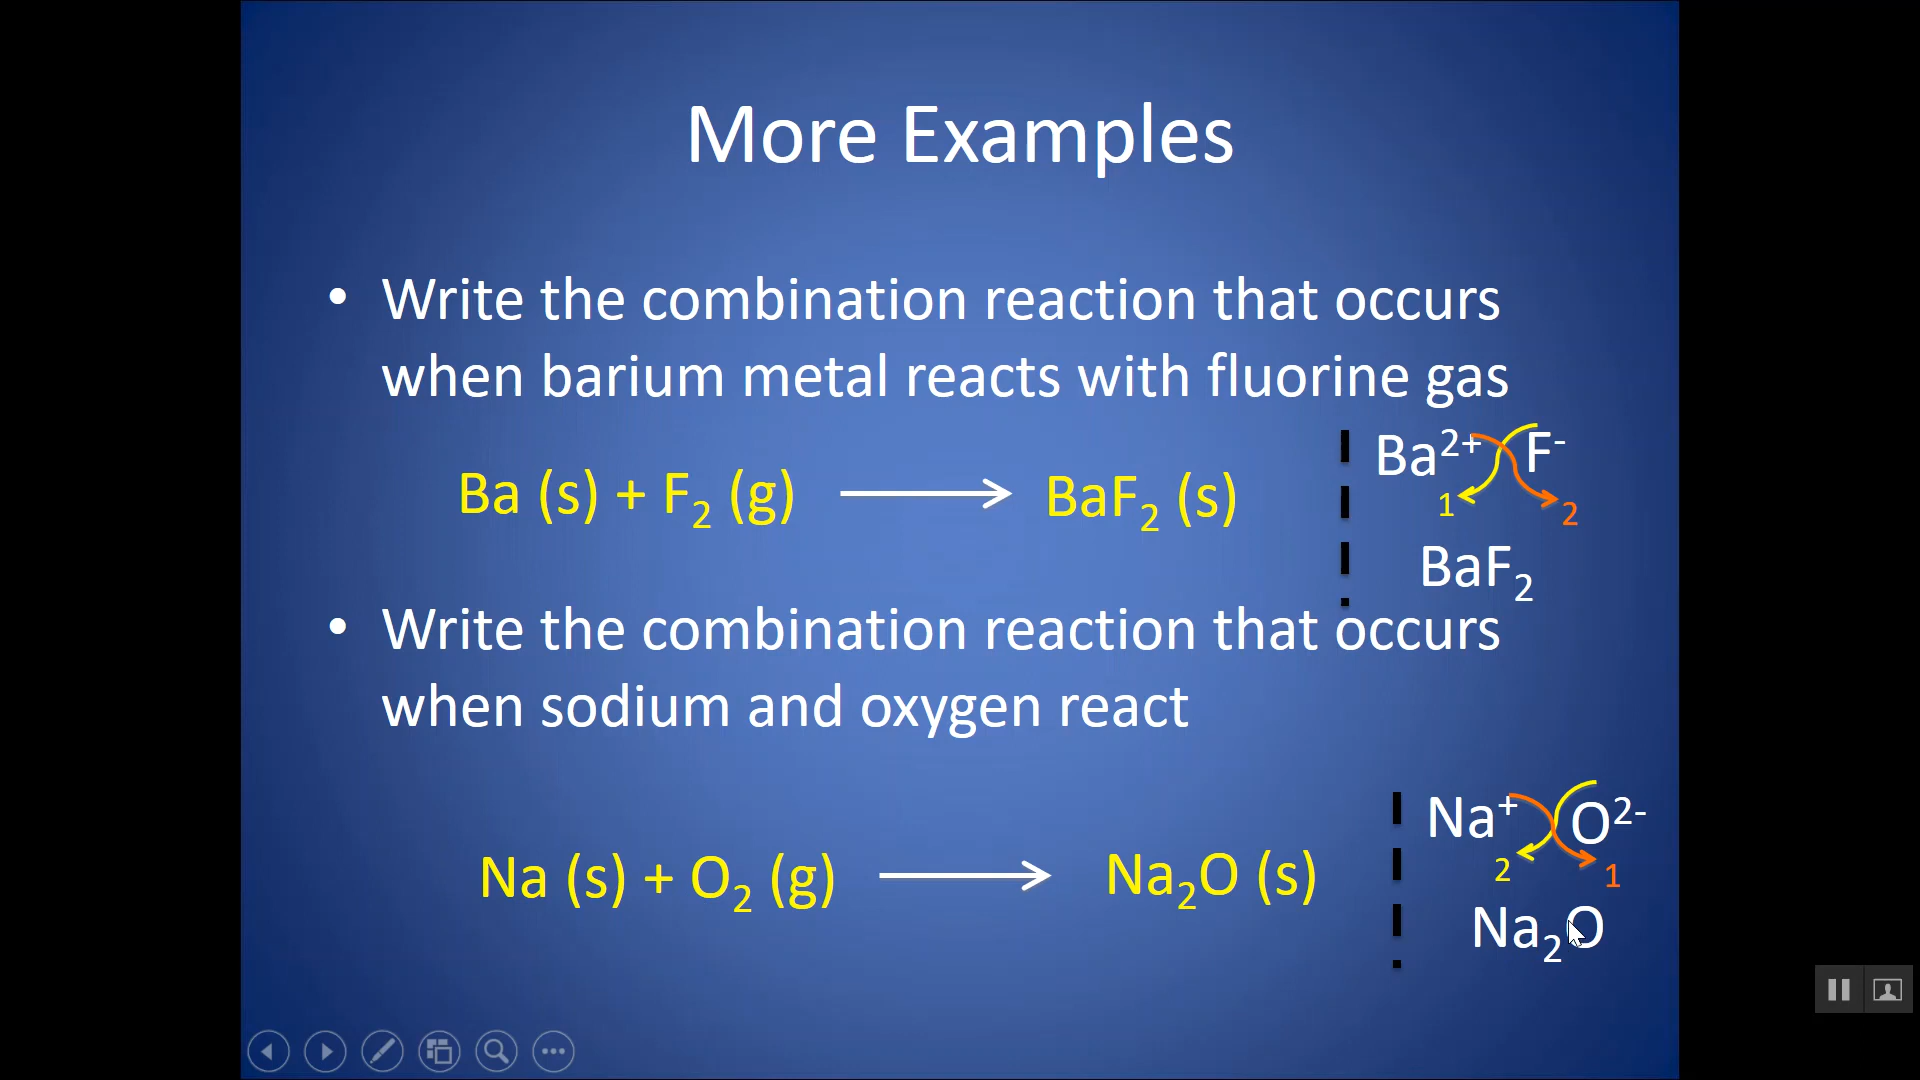 More Examples
• Write the combination reaction that occurs
when barium metal reacts with fluorine gas
Ba (s) + F₂ (g) ⟶ BaF₂ (s)
Ba²⁺ F⁻
1 2
BaF₂
• Write the combination reaction that occurs
when sodium and oxygen react
Na (s) + O₂ (g) ⟶ Na₂O (s)
Na⁺ O²⁻
2 1
Na₂O